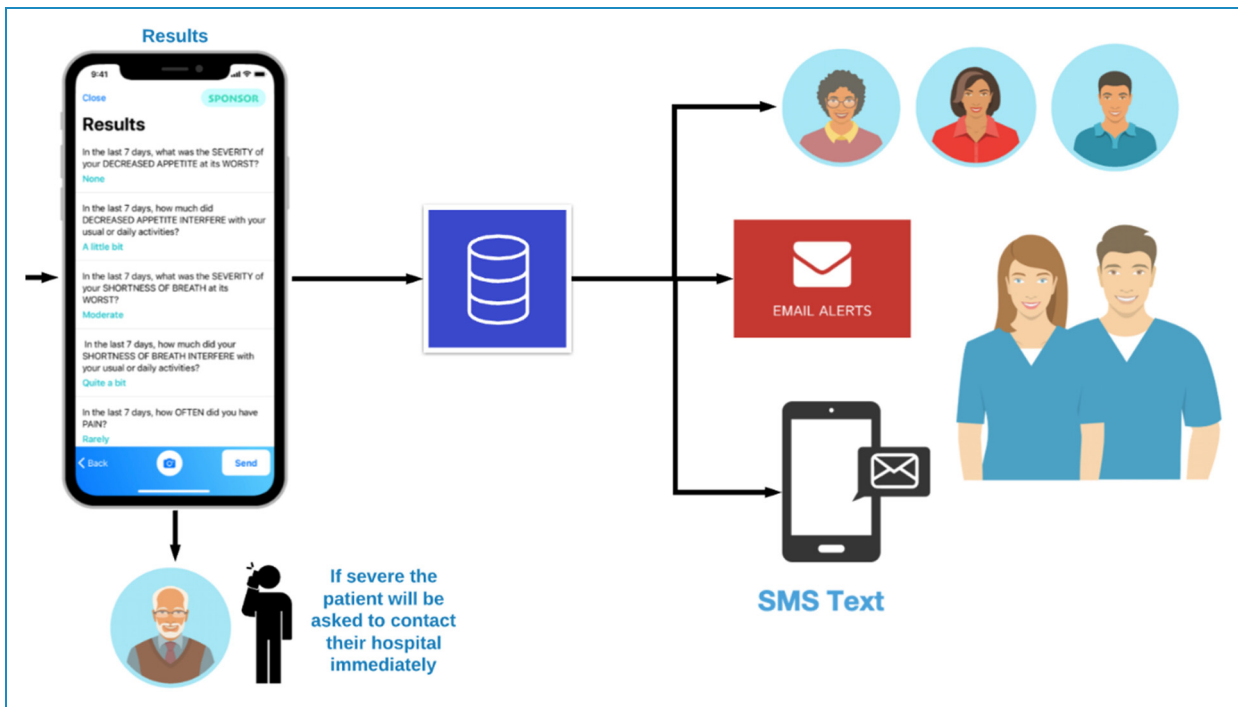 Results
9:41
Close
SPONSOR
Results
In the last 7 days, what was the SEVERITY of
your DECREASED APPETITE at its WORST?
None
In the last 7 days, how much did
DECREASED APPETITE INTERFERE with your
usual or daily activities?
A little bit
In the last 7 days, what was the SEVERITY of
your SHORTNESS OF BREATH at its
WORST?
Moderate
In the last 7 days, how much did your
SHORTNESS OF BREATH INTERFERE with
your usual or daily activities?
Quite a bit
In the last 7 days, how OFTEN did you have
PAIN?
Rarely
Back
Send
If severe the
patient will be
asked to contact
their hospital
immediately
EMAIL ALERTS
SMS Text